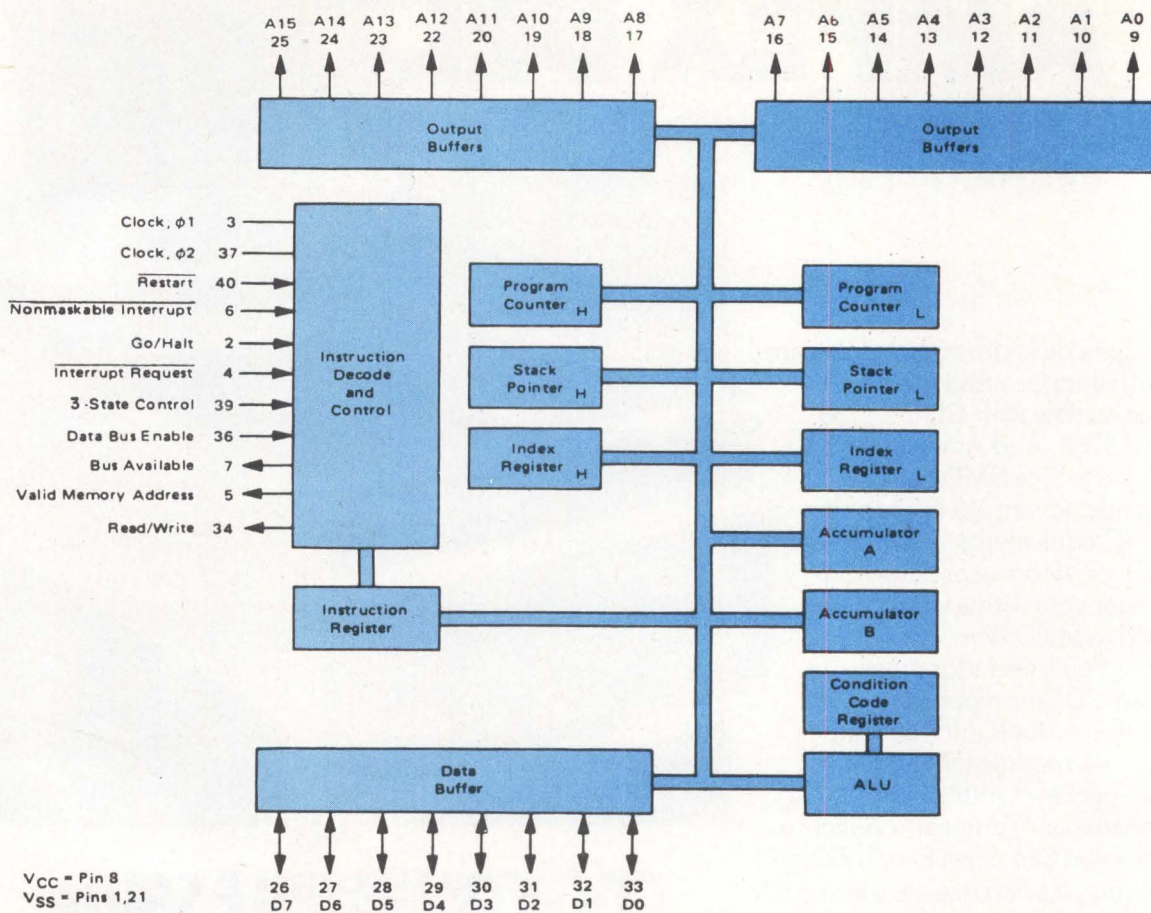 A15 A14 A13 A12 A11 A10 A9 A8 A7 A6 A5 A4 A3 A2 A1 A0
25 24 23 22 20 19 18 17 16 15 14 13 12 11 10 9
Output
Buffers
Output
Buffers
Clock, φ1 3
Clock, φ2 37
Restart 40
Nonmaskable Interrupt 6
Go/Halt 2
Interrupt Request 4
3-State Control 39
Data Bus Enable 36
Bus Available 7
Valid Memory Address 5
Read/Write 34
Instruction
Decode
and
Control
Program
Counter H
Program
Counter L
Stack
Pointer H
Stack
Pointer L
Index
Register H
Index
Register L
Accumulator
A
Instruction
Register
Accumulator
B
Condition
Code
Register
Data
Buffer
ALU
26 27 28 29 30 31 32 33
D7 D6 D5 D4 D3 D2 D1 D0
VCC = Pin 8
VSS = Pins 1,21